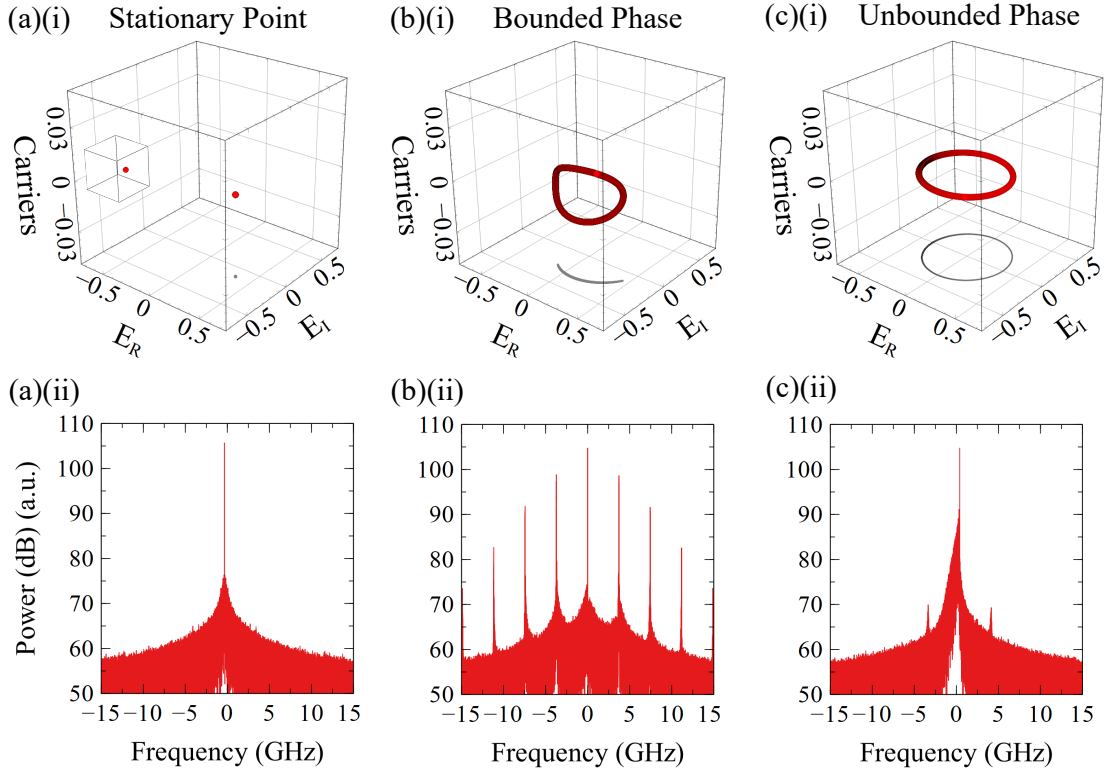 (a)(i) Stationary Point
(b)(i) Bounded Phase
(c)(i) Unbounded Phase
Carriers
0.03
0
−0.03
−0.5
0
0.5
E_R
−0.5
0
0.5
E_I
Carriers
0.03
0
−0.03
−0.5
0
0.5
E_R
−0.5
0
0.5
E_I
Carriers
0.03
0
−0.03
−0.5
0
0.5
E_R
−0.5
0
0.5
E_I
(a)(ii)
(b)(ii)
(c)(ii)
Power (dB) (a.u.)
110
100
90
80
70
60
50
−15 −10 −5 0 5 10 15
Frequency (GHz)
110
100
90
80
70
60
50
−15 −10 −5 0 5 10 15
Frequency (GHz)
110
100
90
80
70
60
50
−15 −10 −5 0 5 10 15
Frequency (GHz)